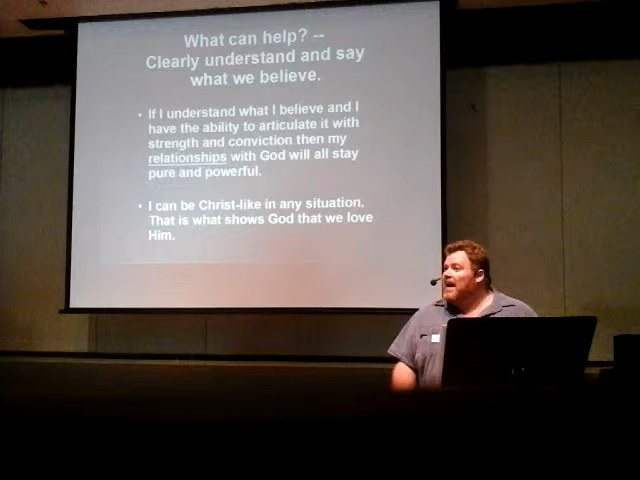 What can help? --
Clearly understand and say
what we believe.
• If I understand what I believe and I
have the ability to articulate it with
strength and conviction then my
relationships with God will all stay
pure and powerful.
• I can be Christ-like in any situation.
That is what shows God that we love
Him.